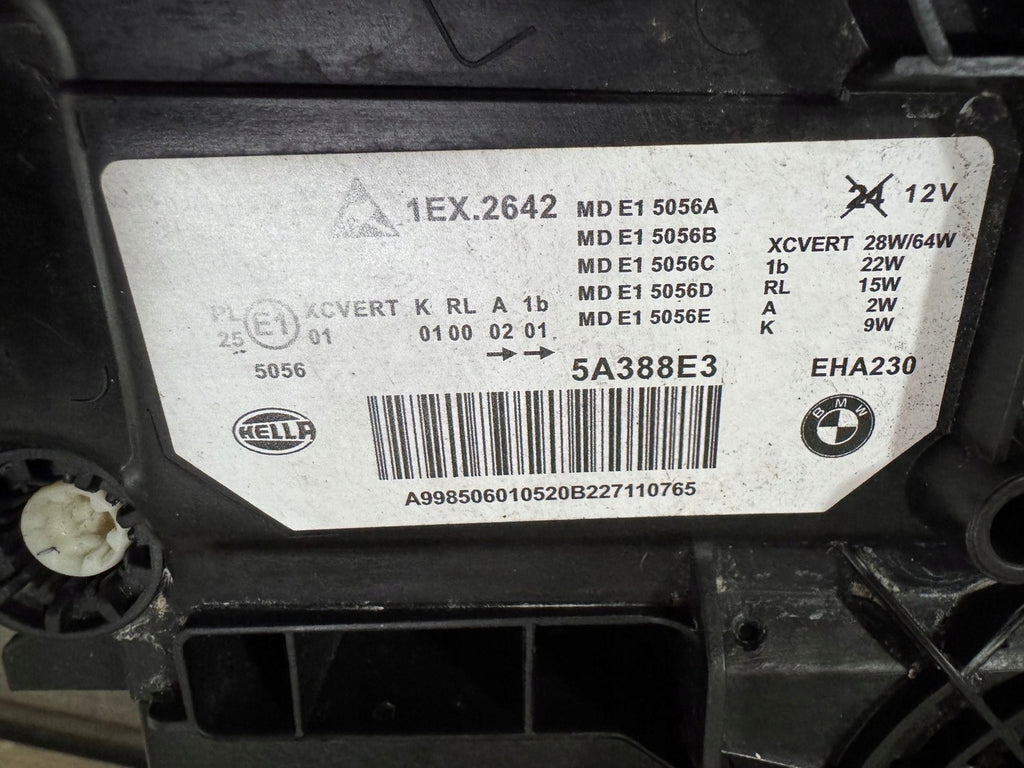 1EX.2642
MD E1 5056A
MD E1 5056B
MD E1 5056C
MD E1 5056D
MD E1 5056E
24 12V
XCVERT 28W/64W
1b 22W
RL 15W
A 2W
K 9W
PL E1 XCVERT K RL A 1b
25 01 01 00 02 01
5056
5A388E3
EHA230
HELLA
BMW
A998506010520B227110765